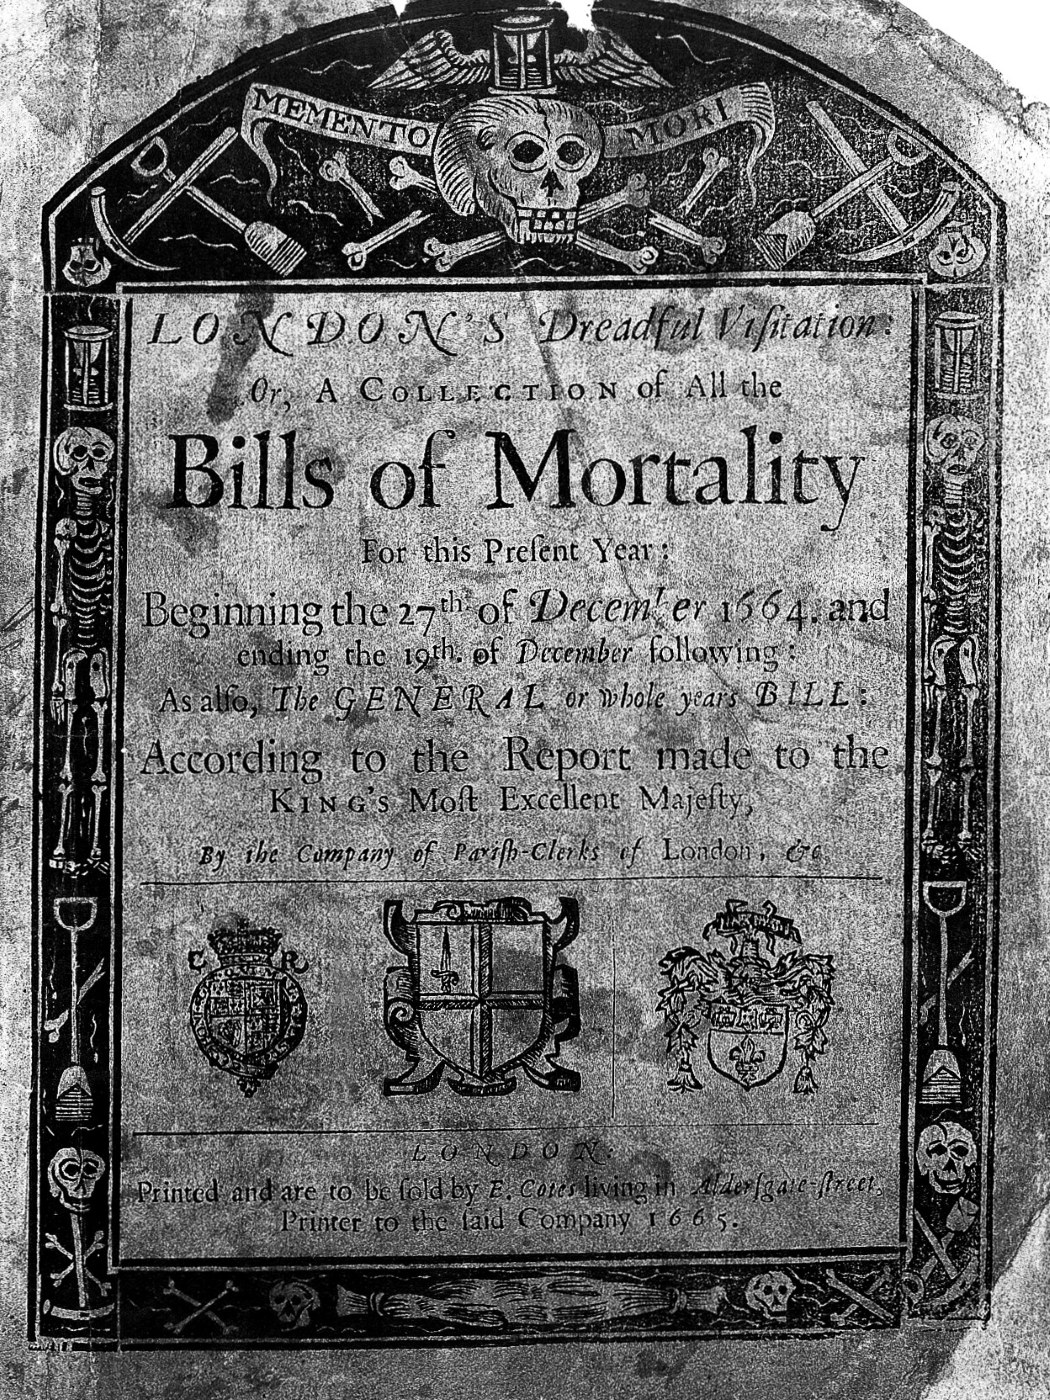 MEMENTO MORI
LONDON'S Dreadful Viſitation:
Or, A COLLECTION of All the
Bills of Mortality
For this Preſent Year:
Beginning the 27th. of December 1664. and
ending the 19th. of December following:
As alſo, The GENERAL or whole years BILL:
According to the Report made to the
KING'S Moſt Excellent Majeſty,
By the Company of Pariſh-Clerks of London, &c.
C R
LONDON:
Printed and are to be ſold by E. Cotes living in Alderſgate-ſtreet,
Printer to the ſaid Company 1665.